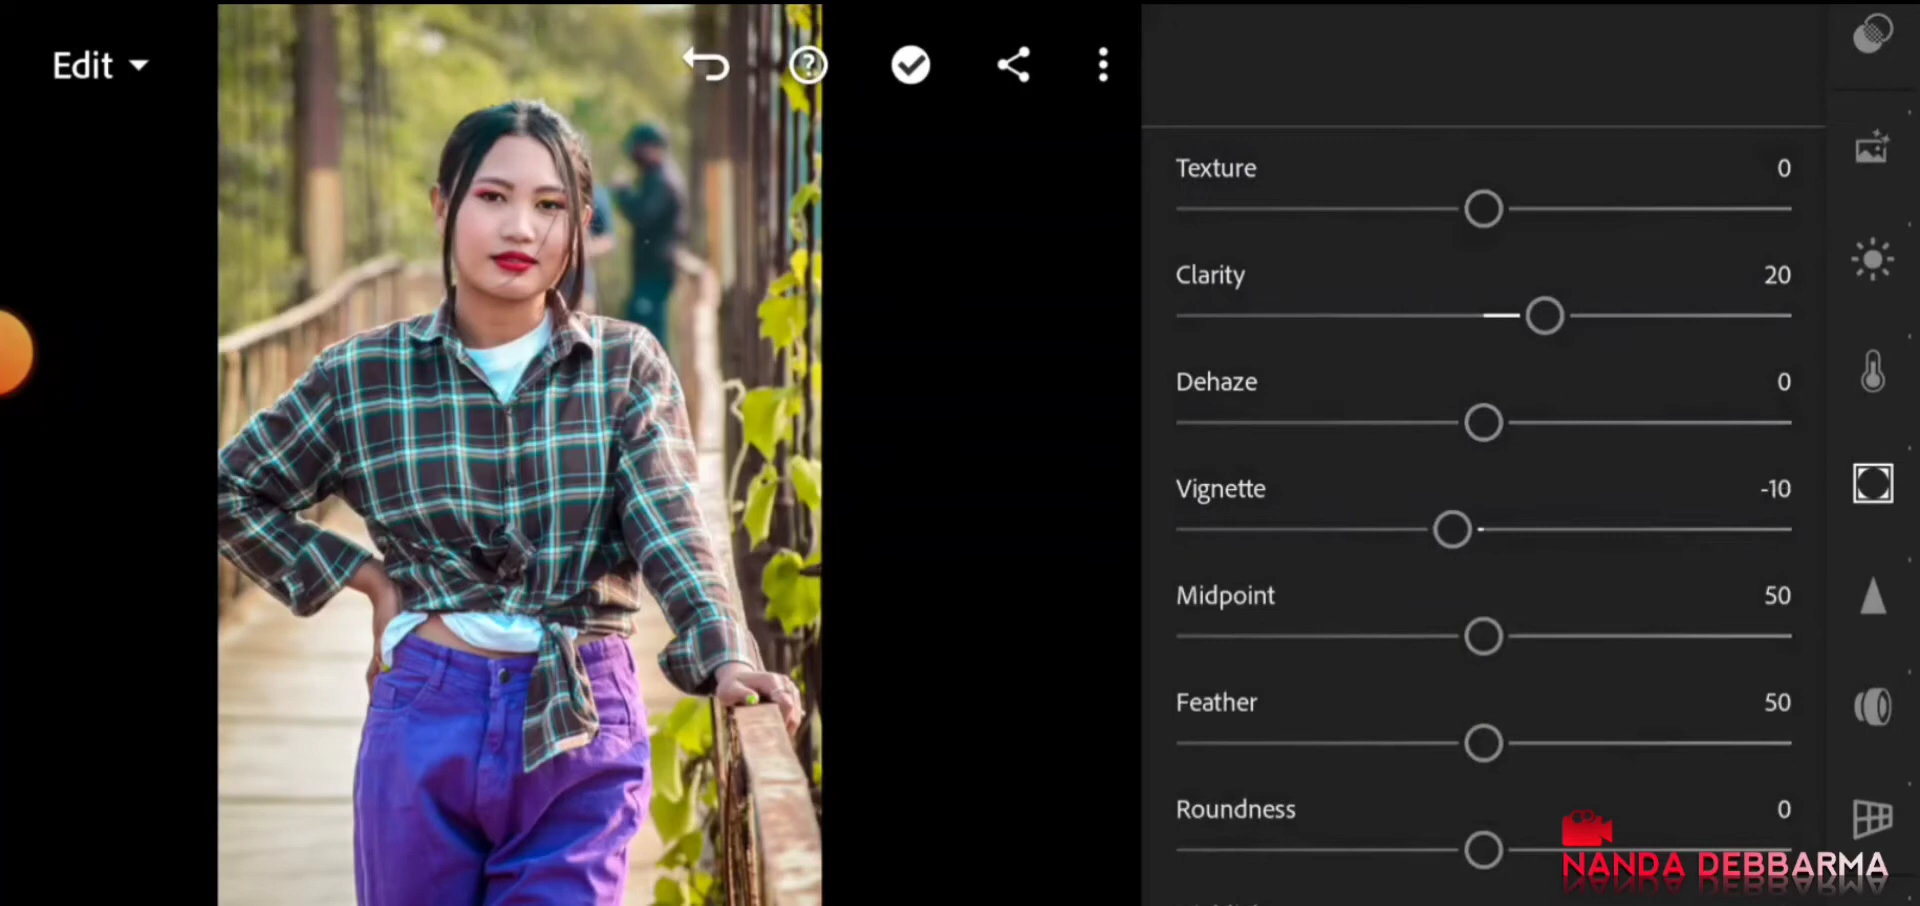 Edit
Texture 0
Clarity 20
Dehaze 0
Vignette -10
Midpoint 50
Feather 50
Roundness 0
NANDA DEBBARMA